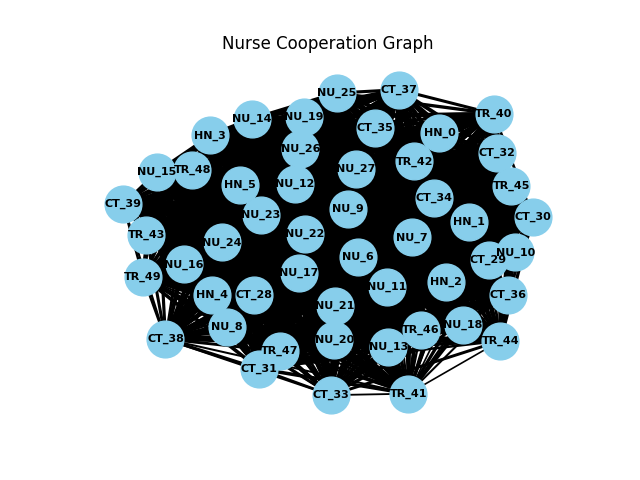 Nurse Cooperation Graph
NU_25
CT_37
TR_40
NU_14
NU_19
CT_35
HN_0
HN_3
NU_26
CT_32
TR_42
NU_15
TR_48
NU_27
HN_5
NU_12
TR_45
CT_34
CT_39
NU_23
NU_9
HN_1
CT_30
TR_43
NU_24
NU_22
NU_7
NU_10
NU_16
NU_6
CT_29
TR_49
NU_17
HN_2
HN_4
CT_28
NU_11
CT_36
NU_21
NU_8
TR_46
NU_18
CT_38
NU_20
NU_13
TR_44
TR_47
CT_31
CT_33
TR_41